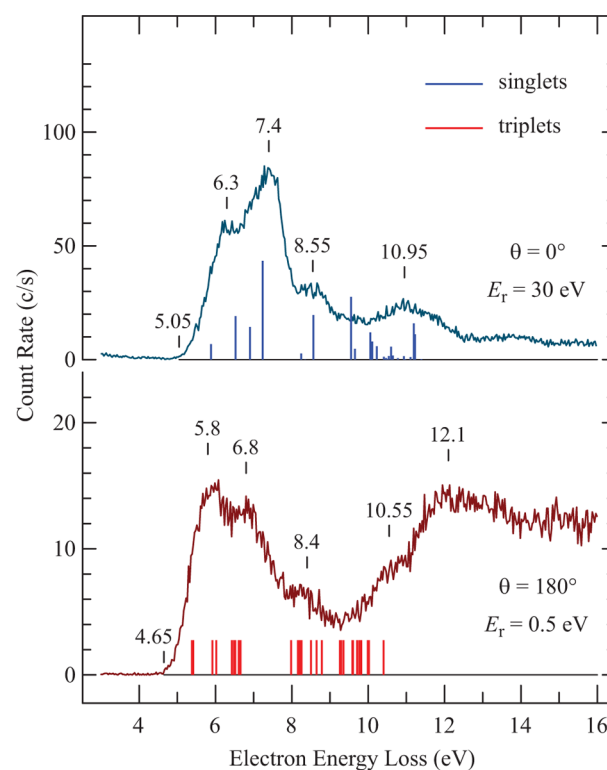 singlets
triplets
7.4
6.3
8.55
10.95
5.05
θ = 0°
E_r = 30 eV
100
50
0
5.8
6.8
12.1
10.55
8.4
4.65
θ = 180°
E_r = 0.5 eV
20
10
0
4 6 8 10 12 14 16
Electron Energy Loss (eV)
Count Rate (c/s)